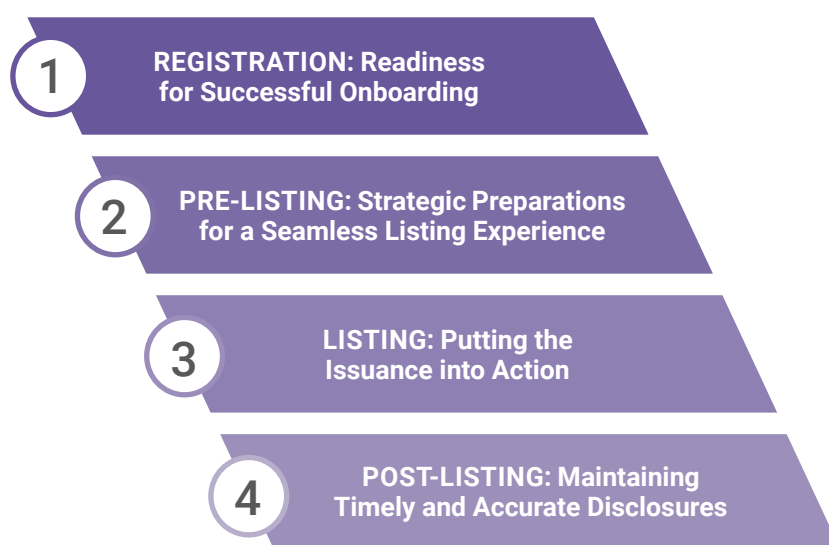 1
REGISTRATION: Readiness
for Successful Onboarding
2
PRE-LISTING: Strategic Preparations
for a Seamless Listing Experience
3
LISTING: Putting the
Issuance into Action
4
POST-LISTING: Maintaining
Timely and Accurate Disclosures